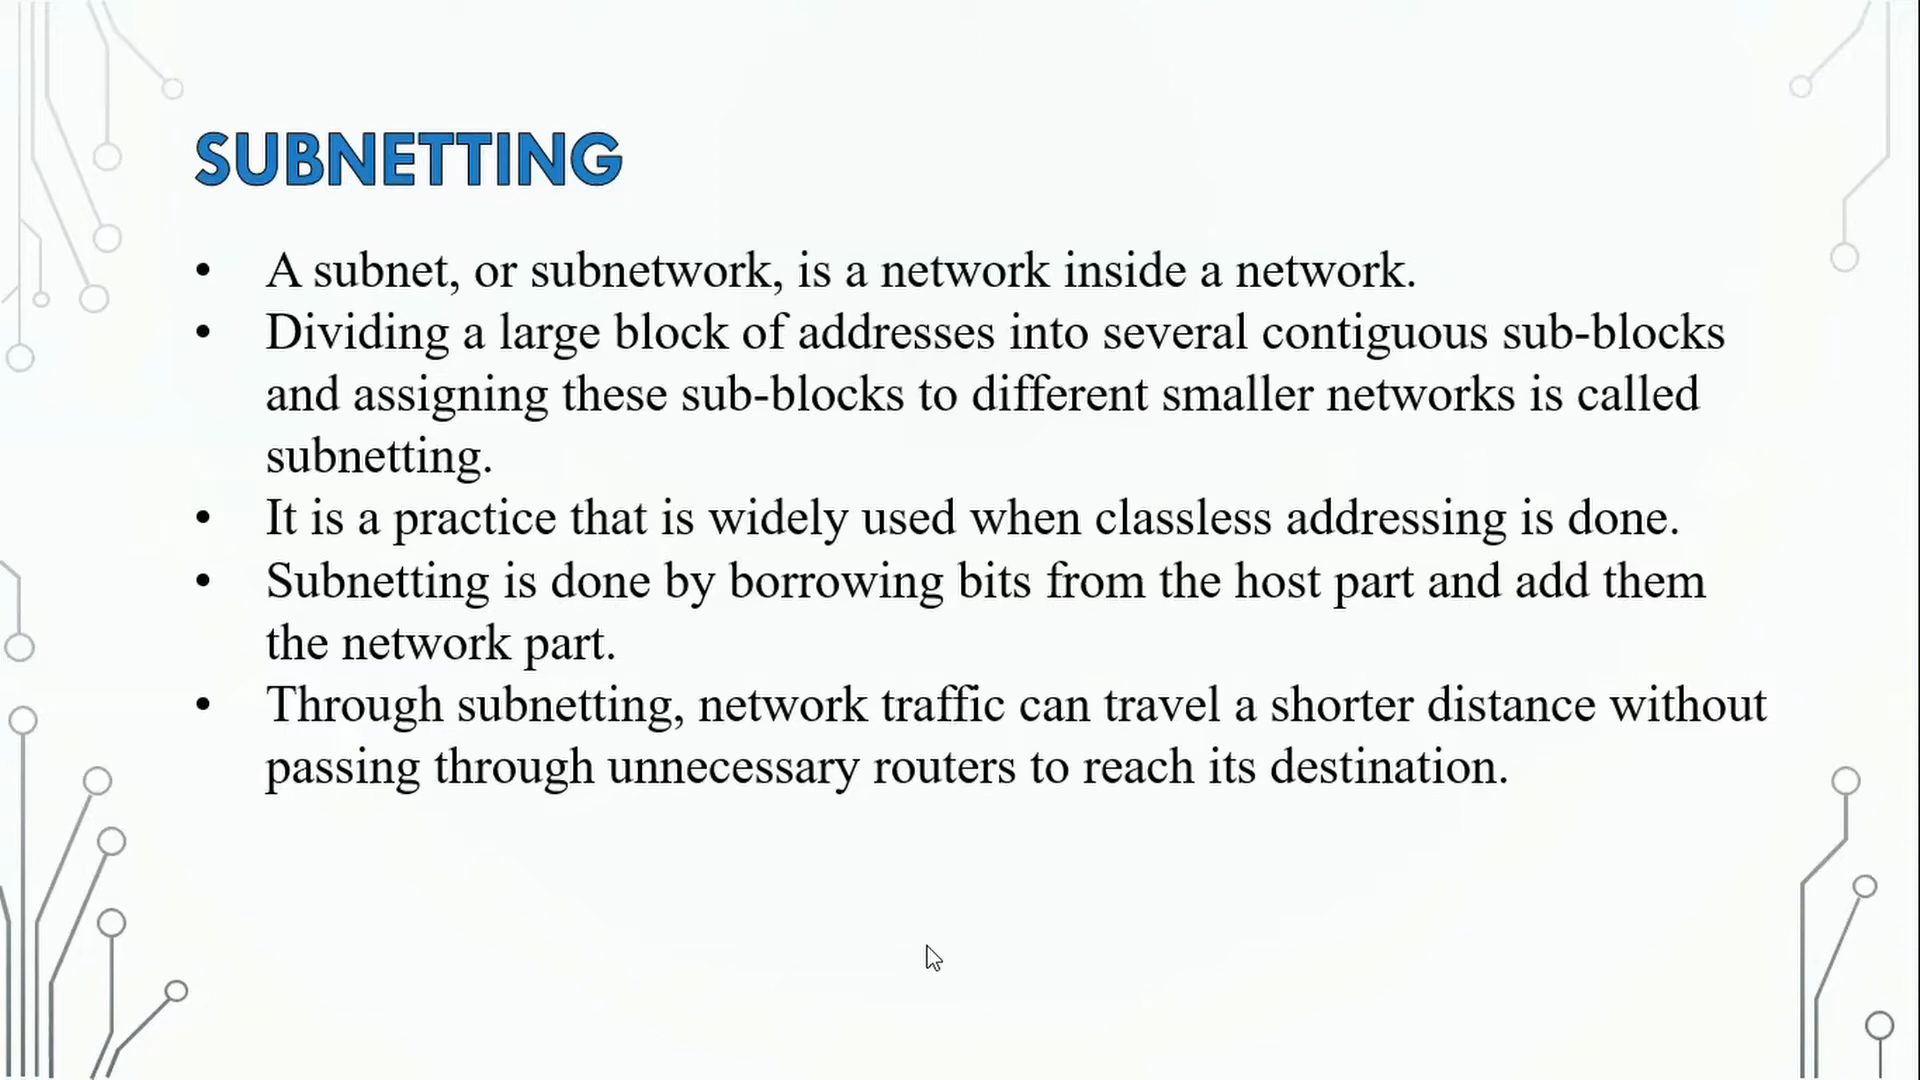 SUBNETTING
• A subnet, or subnetwork, is a network inside a network.
• Dividing a large block of addresses into several contiguous sub-blocks
and assigning these sub-blocks to different smaller networks is called
subnetting.
• It is a practice that is widely used when classless addressing is done.
• Subnetting is done by borrowing bits from the host part and add them
the network part.
• Through subnetting, network traffic can travel a shorter distance without
passing through unnecessary routers to reach its destination.